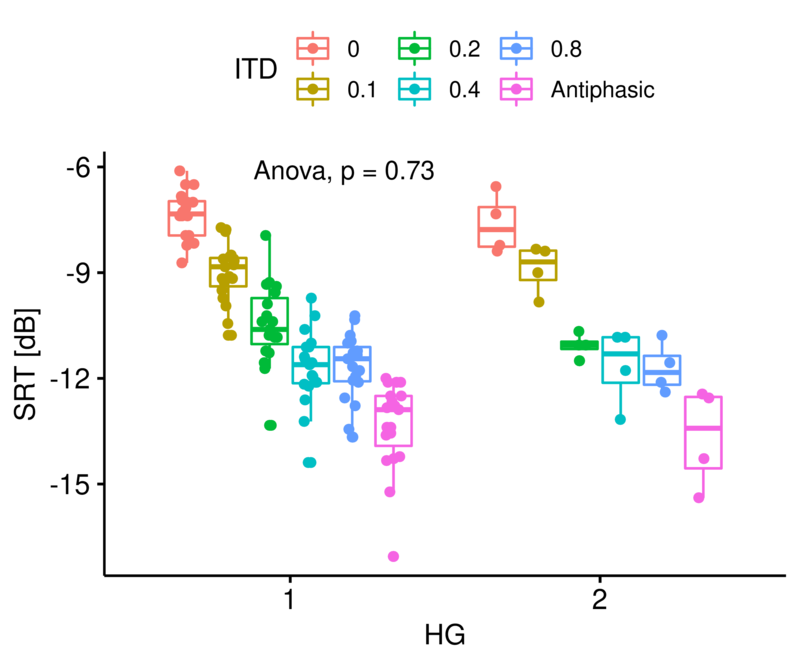 ITD
0
0.2
0.8
0.1
0.4
Antiphasic
Anova, p = 0.73
SRT [dB]
-6
-9
-12
-15
1
2
HG